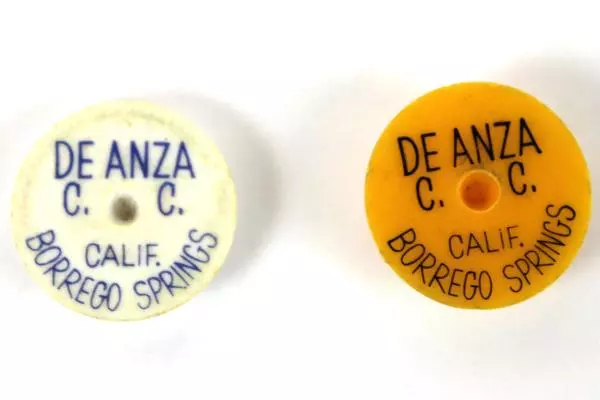 DE ANZA
C. C.
CALIF.
BORREGO SPRINGS
DE ANZA
C. C.
CALIF.
BORREGO SPRINGS